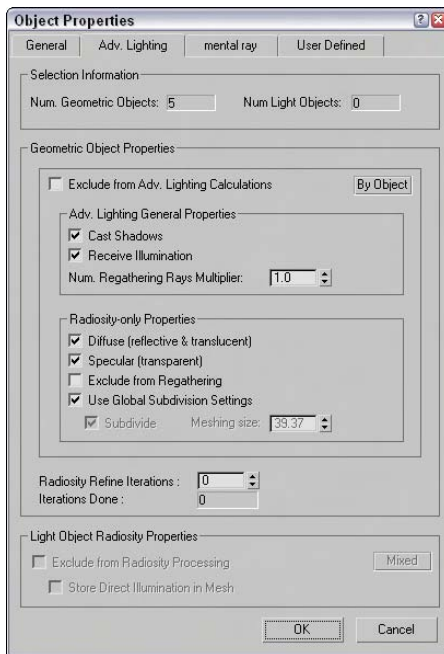 Object Properties
General Adv. Lighting mental ray User Defined
Selection Information
Num. Geometric Objects: 5 Num Light Objects: 0
Geometric Object Properties
Exclude from Adv. Lighting Calculations By Object
Adv. Lighting General Properties
Cast Shadows
Receive Illumination
Num. Regathering Rays Multiplier: 1.0
Radiosity-only Properties
Diffuse (reflective & translucent)
Specular (transparent)
Exclude from Regathering
Use Global Subdivision Settings
Subdivide Meshing size: 39.37
Radiosity Refine Iterations : 0
Iterations Done : 0
Light Object Radiosity Properties
Exclude from Radiosity Processing Mixed
Store Direct Illumination in Mesh
OK Cancel